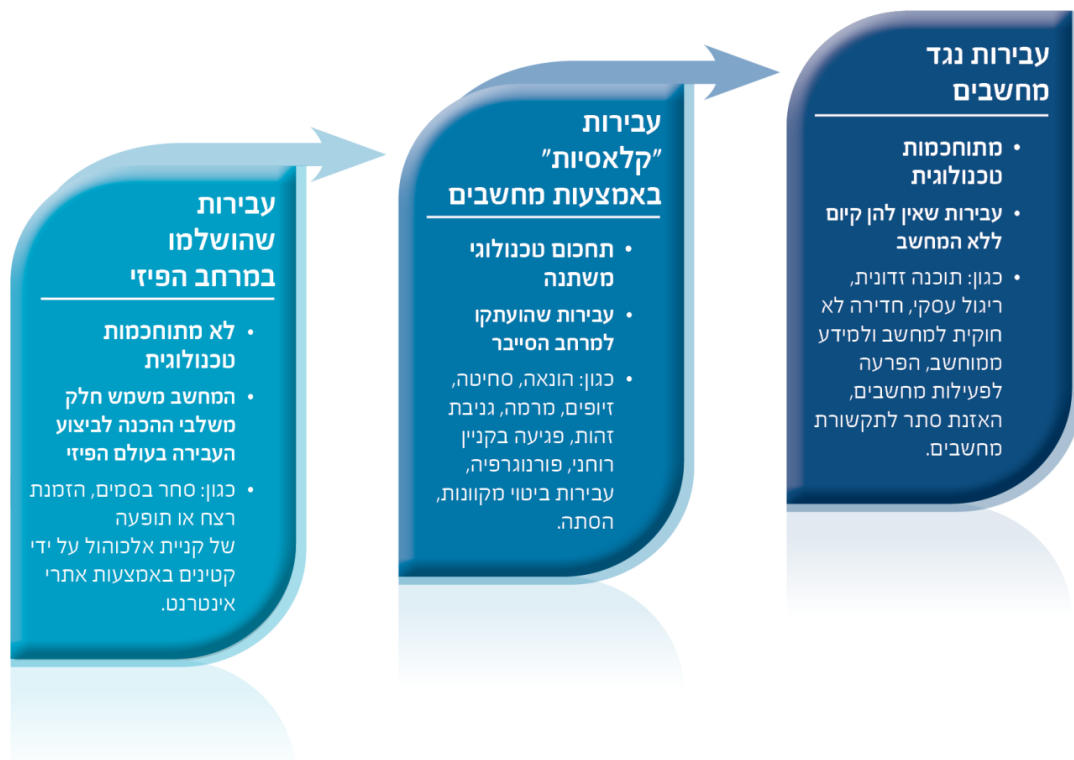 עבירות נגד
מחשבים
• מתוחכמות
טכנולוגית
• עבירות שאין להן קיום
ללא המחשב
• כגון: תוכנה זדונית,
ריגול עסקי, חדירה לא
חוקית למחשב ולמידע
ממוחשב, הפרעה
לפעילות מחשבים,
האזנת סתר לתקשורת
מחשבים.
עבירות
"קלאסיות"
באמצעות מחשבים
• תחכום טכנולוגי
משתנה
• עבירות שהועתקו
למרחב הסייבר
• כגון: הונאה, סחיטה,
זיופים, מרמה, גניבת
זהות, פגיעה בקניין
רוחני, פורנוגרפיה,
עבירות ביטוי מקוונות,
הסתה.
עבירות
שהושלמו
במרחב הפיזי
• לא מתוחכמות
טכנולוגית
• המחשב משמש חלק
משלבי ההכנה לביצוע
העבירה בעולם הפיזי
• כגון: סחר בסמים, הזמנת
רצח או תופעה
של קניית אלכוהול על ידי
קטינים באמצעות אתרי
אינטרנט.